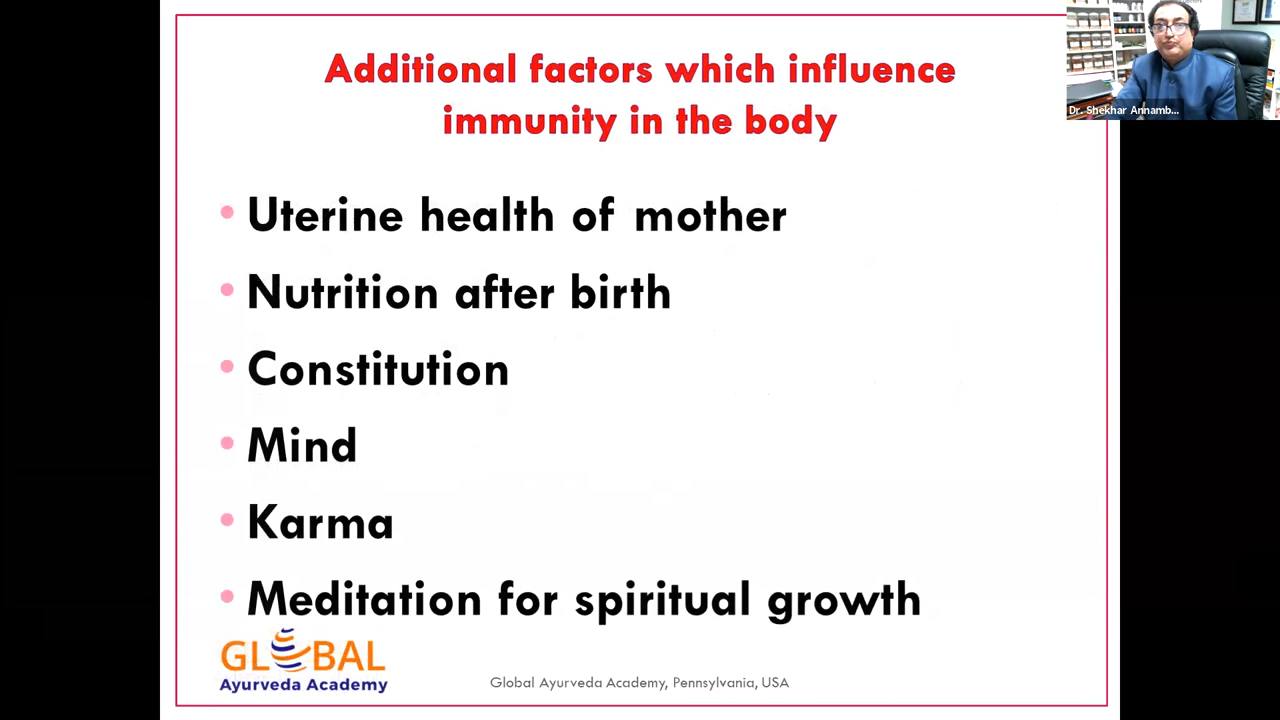 Additional factors which influence
immunity in the body
• Uterine health of mother
• Nutrition after birth
• Constitution
• Mind
• Karma
• Meditation for spiritual growth
GLOBAL
Ayurveda Academy
Global Ayurveda Academy, Pennsylvania, USA
Dr. Shekhar Annamb...